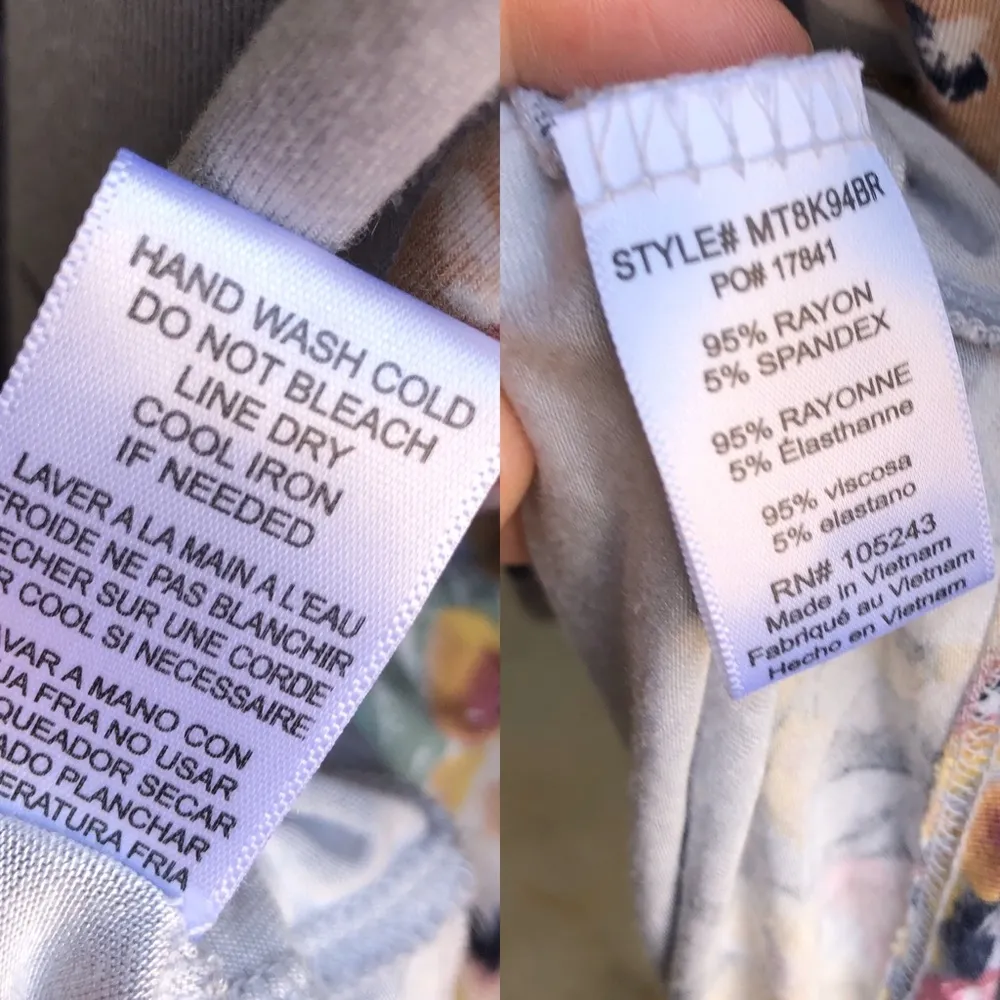 HAND WASH COLD
DO NOT BLEACH
LINE DRY
COOL IRON
IF NEEDED
LAVER A LA MAIN A L'EAU
FROIDE NE PAS BLANCHIR
ECHER SUR UNE CORDE
R COOL SI NECESSAIRE
AVAR A MANO CON
UA FRIA NO USAR
QUEADOR SECAR
ADO PLANCHAR
ERATURA FRIA
STYLE# MT8K94BR
PO# 17841
95% RAYON
5% SPANDEX
95% RAYONNE
5% Élasthanne
95% viscosa
5% elastano
RN# 105243
Made in Vietnam
Fabriqué au Vietnam
Hecho en Vietnam